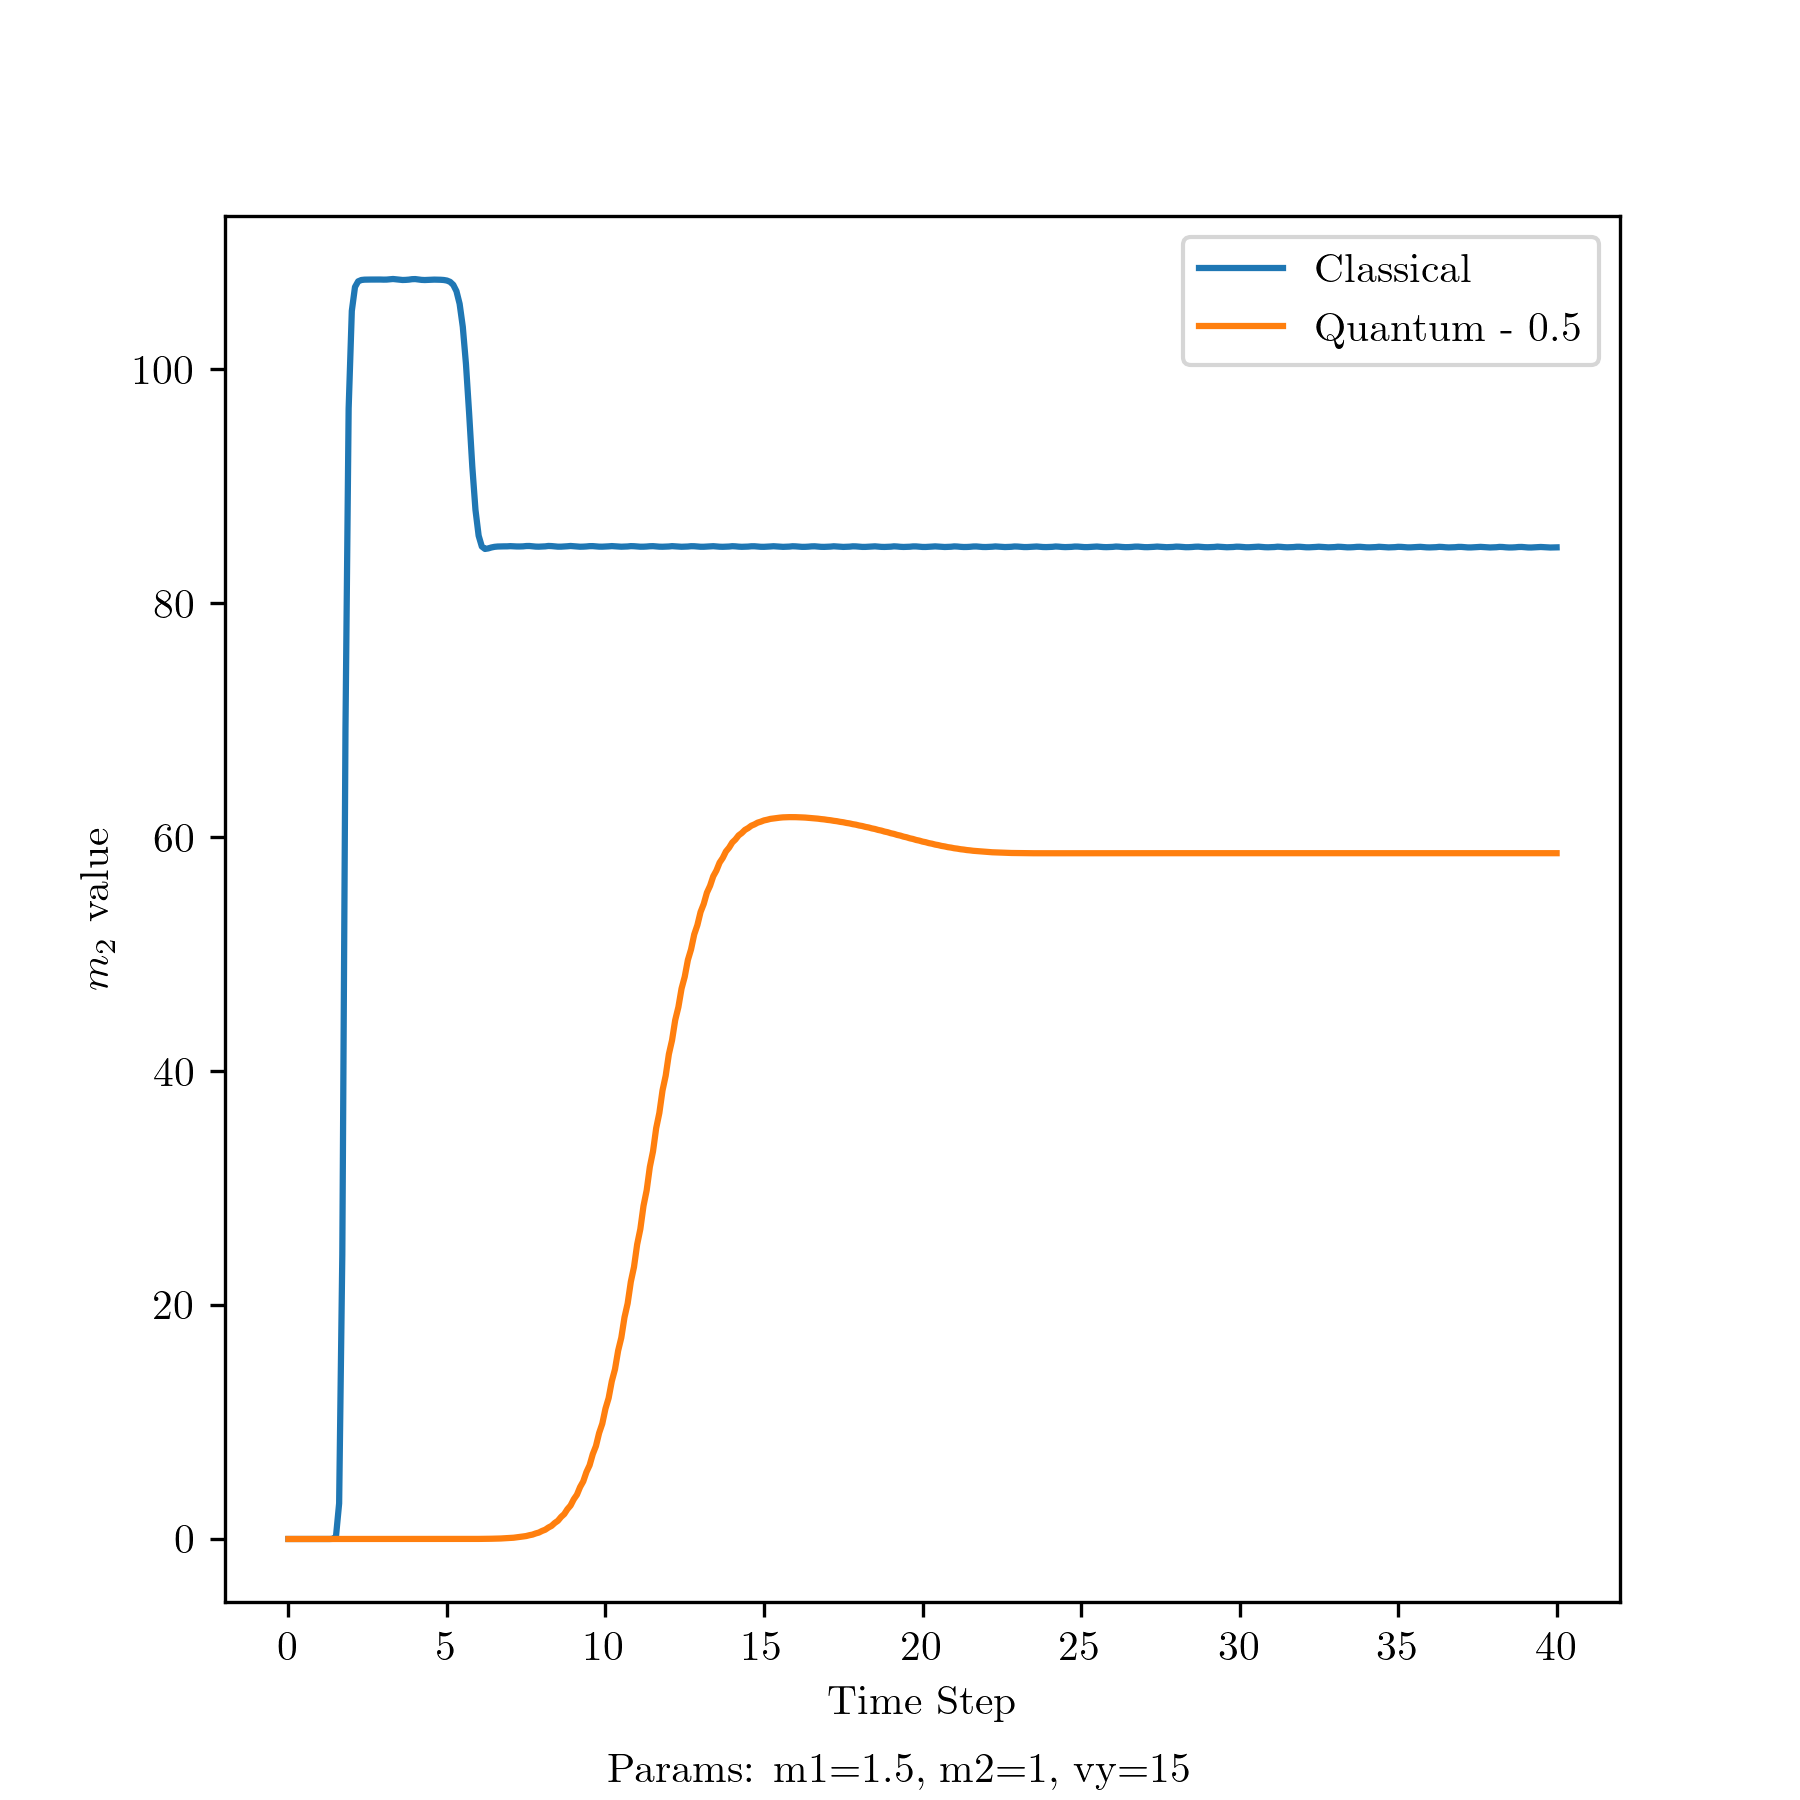 Classical
Quantum - 0.5
100
80
60
40
20
0
m₂ value
0 5 10 15 20 25 30 35 40
Time Step
Params: m1=1.5, m2=1, vy=15